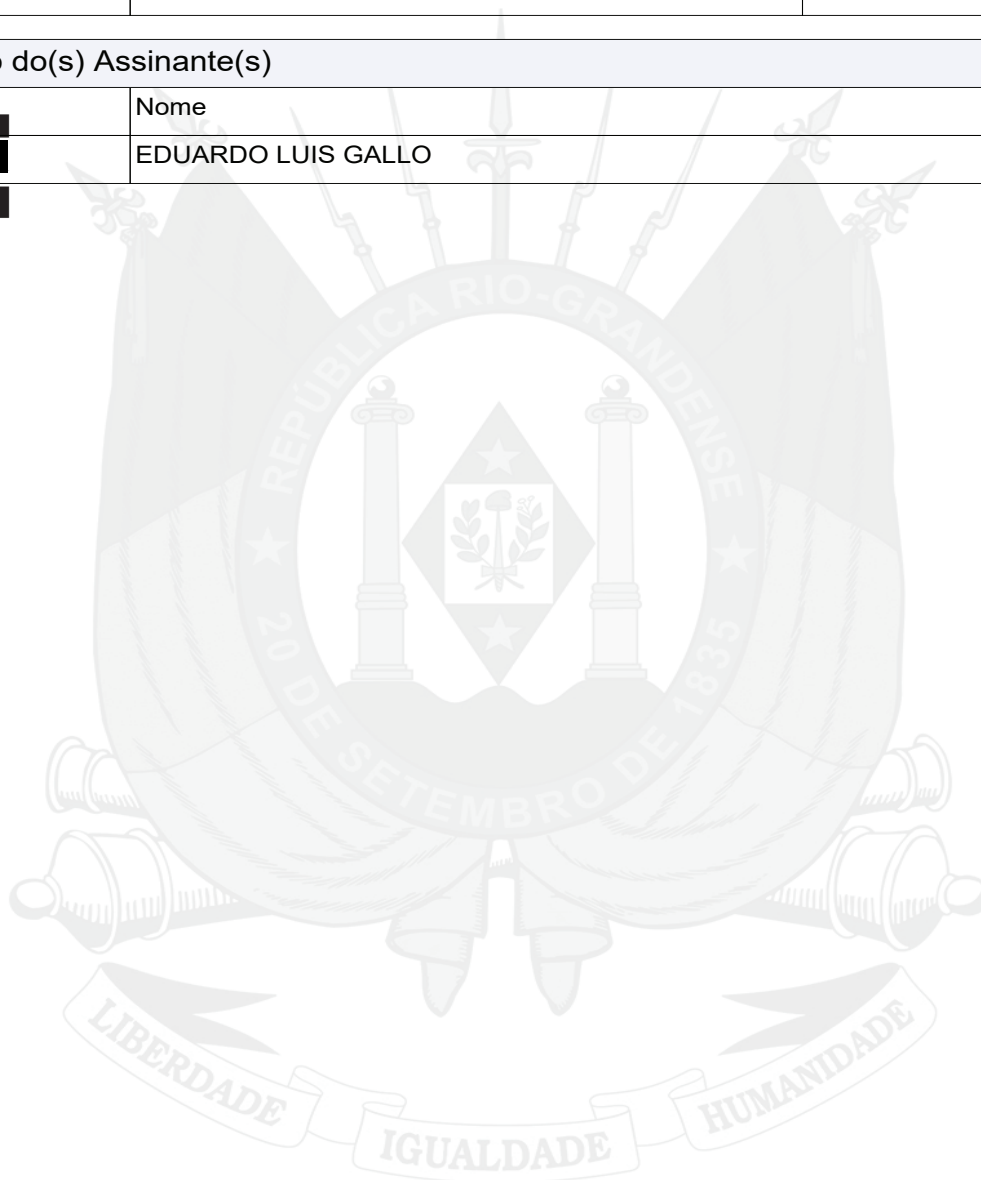 o do(s) Assinante(s)
Nome
EDUARDO LUIS GALLO
REPÚBLICA RIO-GRANDENSE
★ 20 DE SETEMBRO DE 1835 ★
LIBERDADE IGUALDADE HUMANIDADE